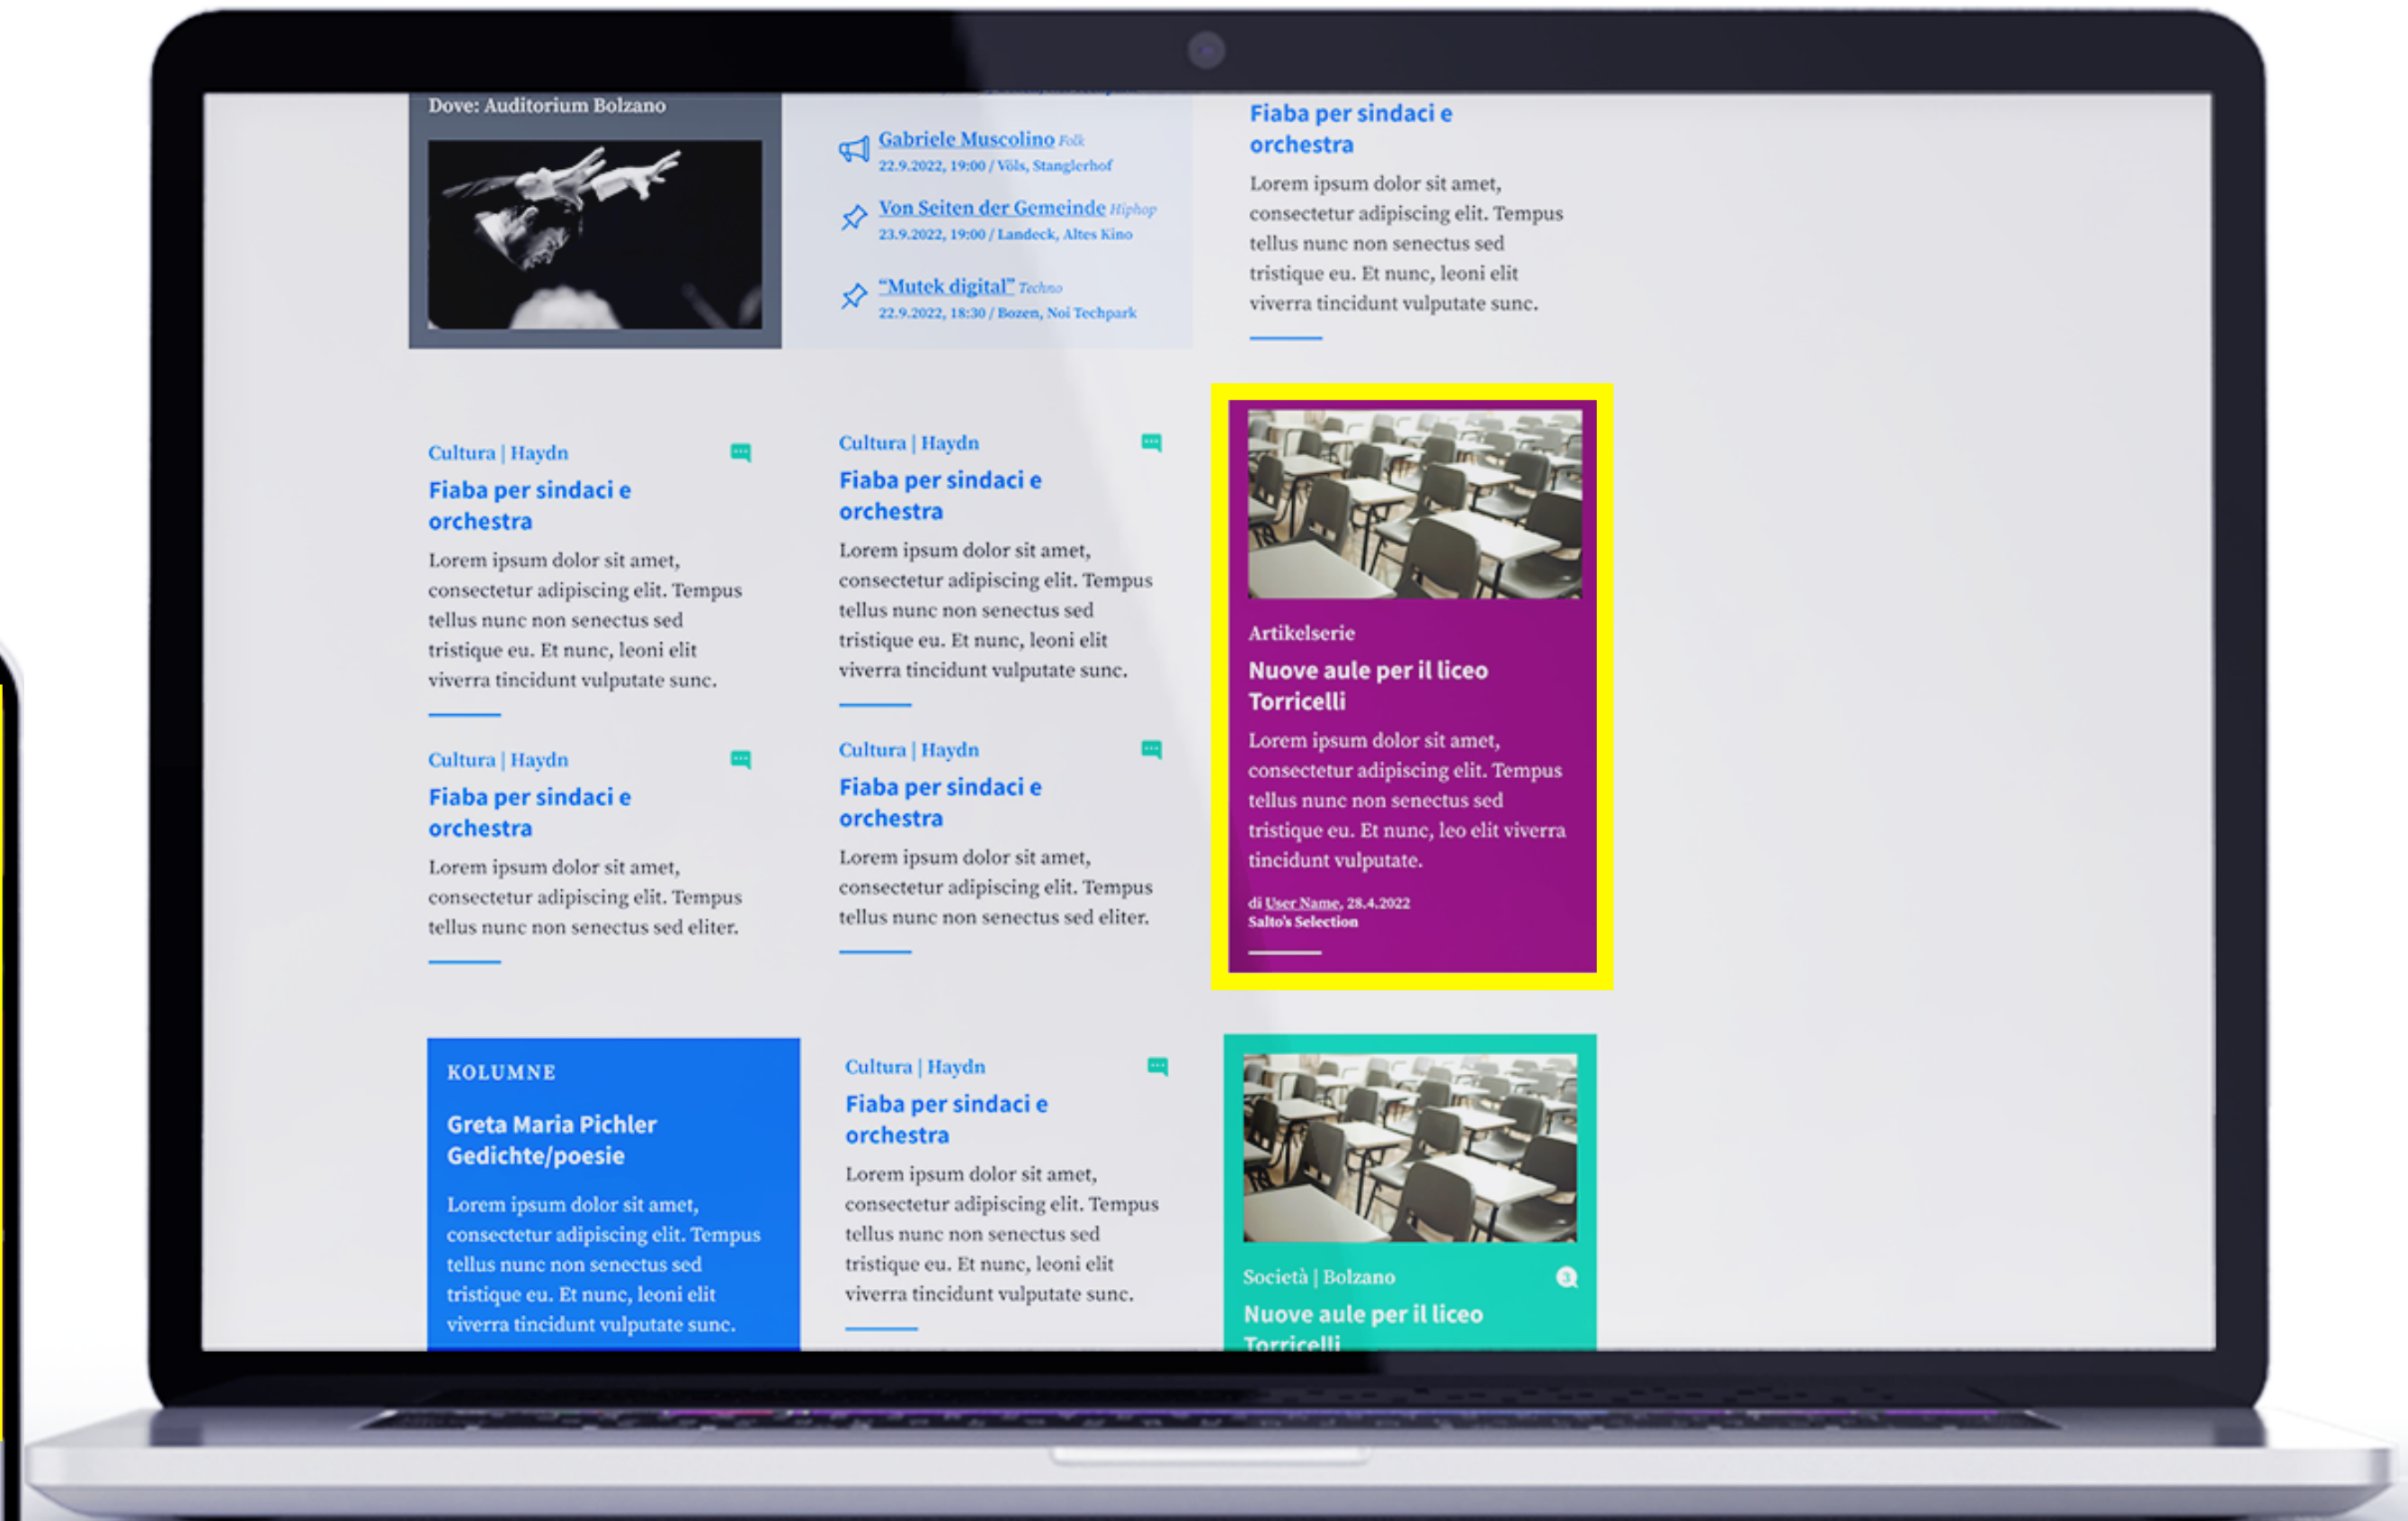 Dove: Auditorium Bolzano
Gabriele Muscolino Folk
22.9.2022, 19:00 / Völs, Stanglerhof
Von Seiten der Gemeinde Hiphop
23.9.2022, 19:00 / Landeck, Altes Kino
“Mutek digital” Techno
22.9.2022, 18:30 / Bozen, Noi Techpark
Fiaba per sindaci e
orchestra
Lorem ipsum dolor sit amet,
consectetur adipiscing elit. Tempus
tellus nunc non senectus sed
tristique eu. Et nunc, leoni elit
viverra tincidunt vulputate sunc.
Cultura | Haydn
Fiaba per sindaci e
orchestra
Lorem ipsum dolor sit amet,
consectetur adipiscing elit. Tempus
tellus nunc non senectus sed
tristique eu. Et nunc, leoni elit
viverra tincidunt vulputate sunc.
Cultura | Haydn
Fiaba per sindaci e
orchestra
Lorem ipsum dolor sit amet,
consectetur adipiscing elit. Tempus
tellus nunc non senectus sed eliter.
Cultura | Haydn
Fiaba per sindaci e
orchestra
Lorem ipsum dolor sit amet,
consectetur adipiscing elit. Tempus
tellus nunc non senectus sed
tristique eu. Et nunc, leoni elit
viverra tincidunt vulputate sunc.
Cultura | Haydn
Fiaba per sindaci e
orchestra
Lorem ipsum dolor sit amet,
consectetur adipiscing elit. Tempus
tellus nunc non senectus sed eliter.
Artikelserie
Nuove aule per il liceo
Torricelli
Lorem ipsum dolor sit amet,
consectetur adipiscing elit. Tempus
tellus nunc non senectus sed
tristique eu. Et nunc, leo elit viverra
tincidunt vulputate.
di User Name, 28.4.2022
Salto’s Selection
KOLUMNE
Greta Maria Pichler
Gedichte/poesie
Lorem ipsum dolor sit amet,
consectetur adipiscing elit. Tempus
tellus nunc non senectus sed
tristique eu. Et nunc, leoni elit
viverra tincidunt vulputate sunc.
Cultura | Haydn
Fiaba per sindaci e
orchestra
Lorem ipsum dolor sit amet,
consectetur adipiscing elit. Tempus
tellus nunc non senectus sed
tristique eu. Et nunc, leoni elit
viverra tincidunt vulputate sunc.
Società | Bolzano 3
Nuove aule per il liceo
Torricelli